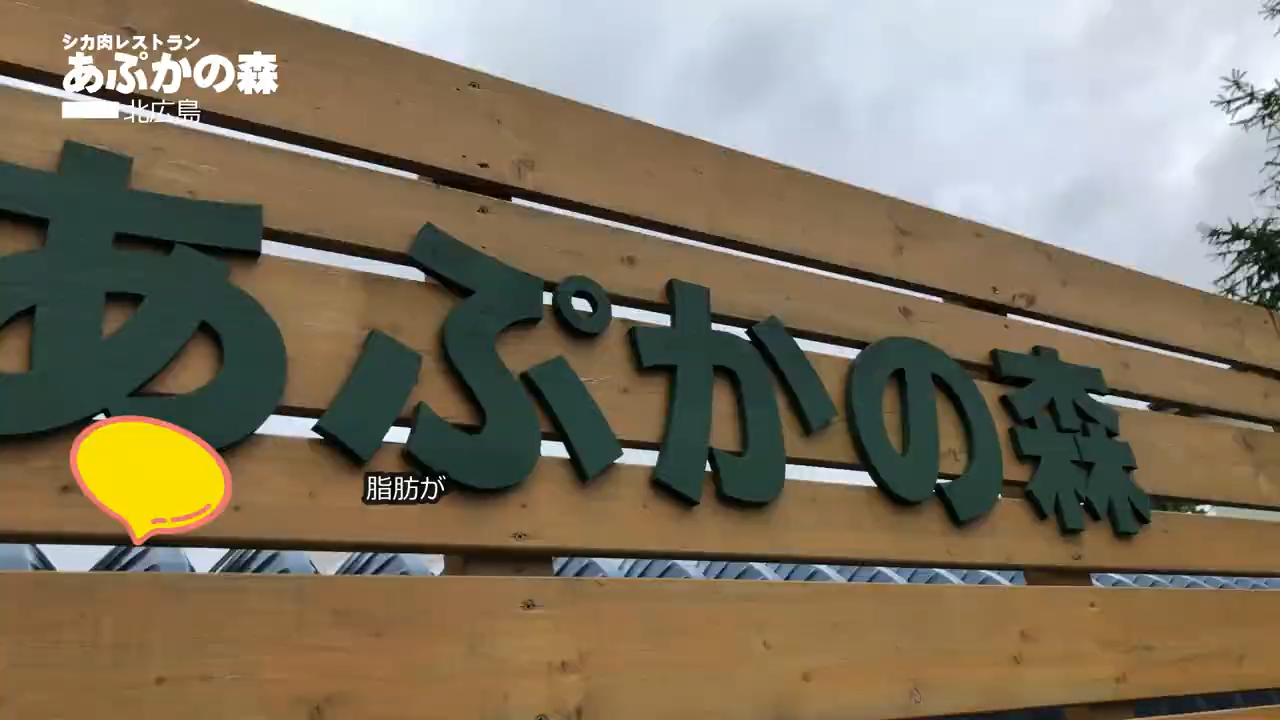 シカ肉レストラン
あぷかの森
北広島
あぷかの森
脂肪が